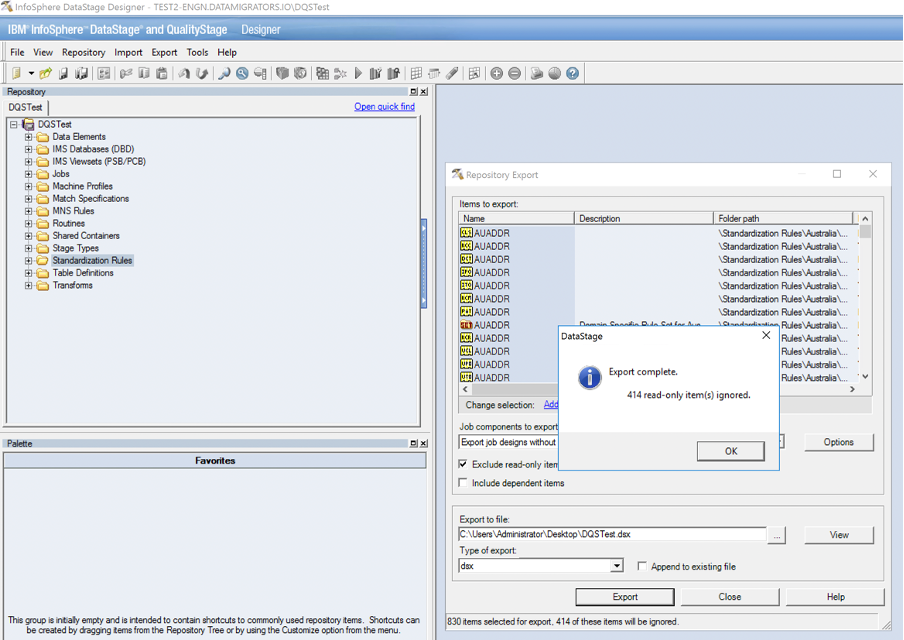 InfoSphere DataStage Designer - TEST2-ENGN.DATAMIGRATORS.IO\DQSTest
IBM® InfoSphere™ DataStage® and QualityStage Designer
File View Repository Import Export Tools Help
Repository
DQSTest
Open quick find
DQSTest
Data Elements
IMS Databases (DBD)
IMS Viewsets (PSB/PCB)
Jobs
Machine Profiles
Match Specifications
MNS Rules
Routines
Shared Containers
Stage Types
Standardization Rules
Table Definitions
Transforms
Palette
Favorites
This group is initially empty and is intended to contain shortcuts to commonly used repository items. Shortcuts can
be created by dragging items from the Repository Tree or by using the Customize option from the menu.
Repository Export
Items to export:
Name Description Folder path
AUADDR \Standardization Rules\Australia\...
AUADDR \Standardization Rules\Australia\...
AUADDR \Standardization Rules\Australia\...
AUADDR \Standardization Rules\Australia\...
AUADDR \Standardization Rules\Australia\...
AUADDR \Standardization Rules\Australia\...
AUADDR \Standardization Rules\Australia\...
AUADDR Domain Specific Rule Set for Aus... \Standardization Rules\Australia\...
AUADDR Rules\Australia\...
AUADDR Rules\Australia\...
AUADDR Rules\Australia\...
AUADDR Rules\Australia\...
DataStage
Export complete.
414 read-only item(s) ignored.
OK
Change selection: Add
Job components to export
Export job designs without
Options
Exclude read-only item
Include dependent items
Export to file:
C:\Users\Administrator\Desktop\DQSTest.dsx
...
View
Type of export:
dsx
Append to existing file
Export Close Help
830 items selected for export, 414 of these items will be ignored.